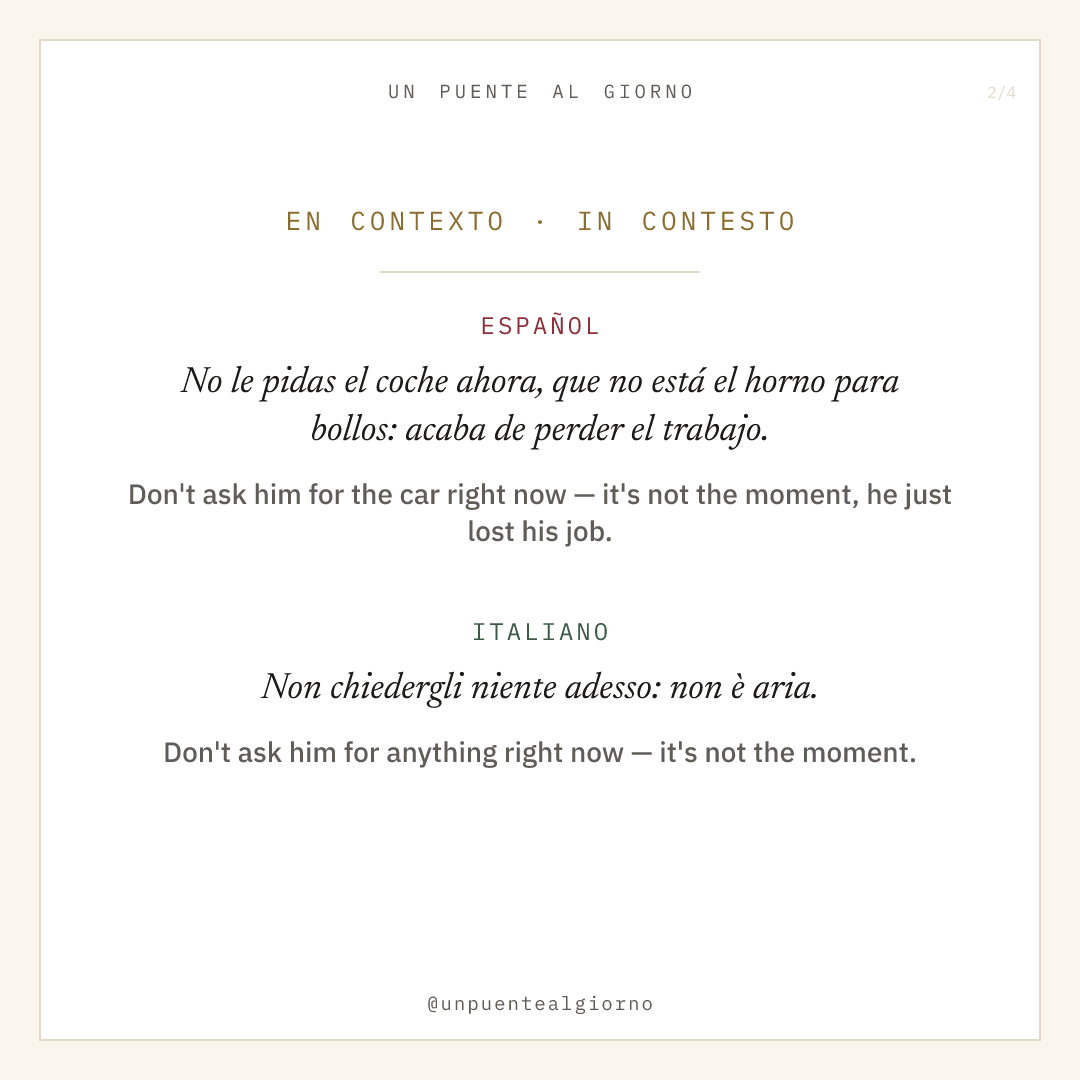 UN PUENTE AL GIORNO
2/4
EN CONTEXTO · IN CONTESTO
ESPAÑOL
No le pidas el coche ahora, que no está el horno para
bollos: acaba de perder el trabajo.
Don't ask him for the car right now — it's not the moment, he just
lost his job.
ITALIANO
Non chiedergli niente adesso: non è aria.
Don't ask him for anything right now — it's not the moment.
@unpuentealgiorno